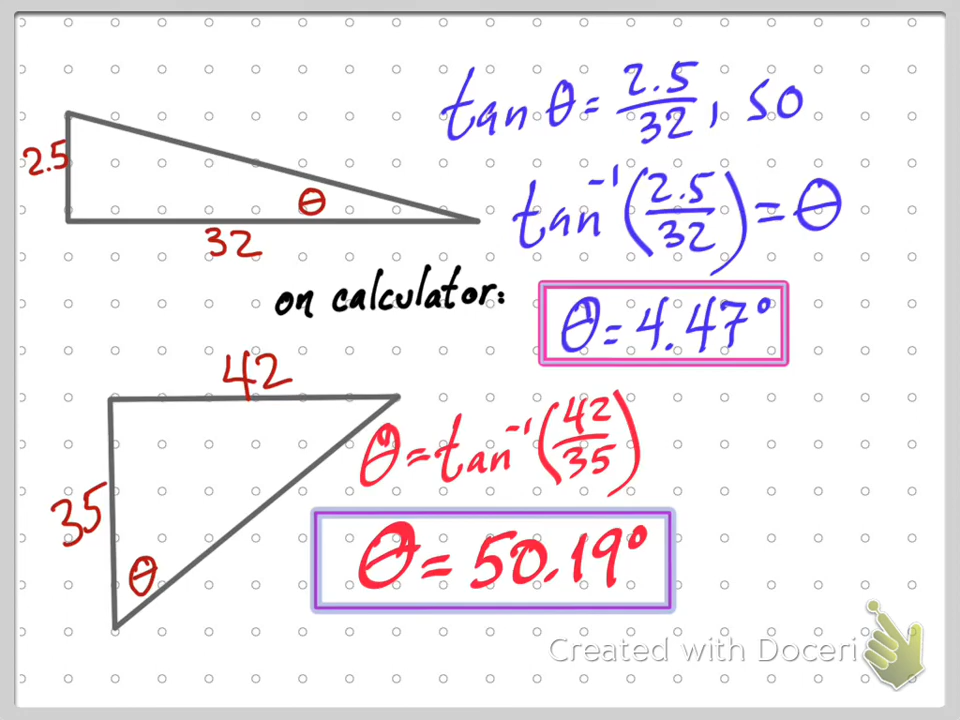 tan θ = 2.5/32, so
2.5
θ
32
tan⁻¹(2.5/32) = θ
on calculator:
θ = 4.47°
42
35
θ
θ = tan⁻¹(42/35)
θ = 50.19°
Created with Doceri